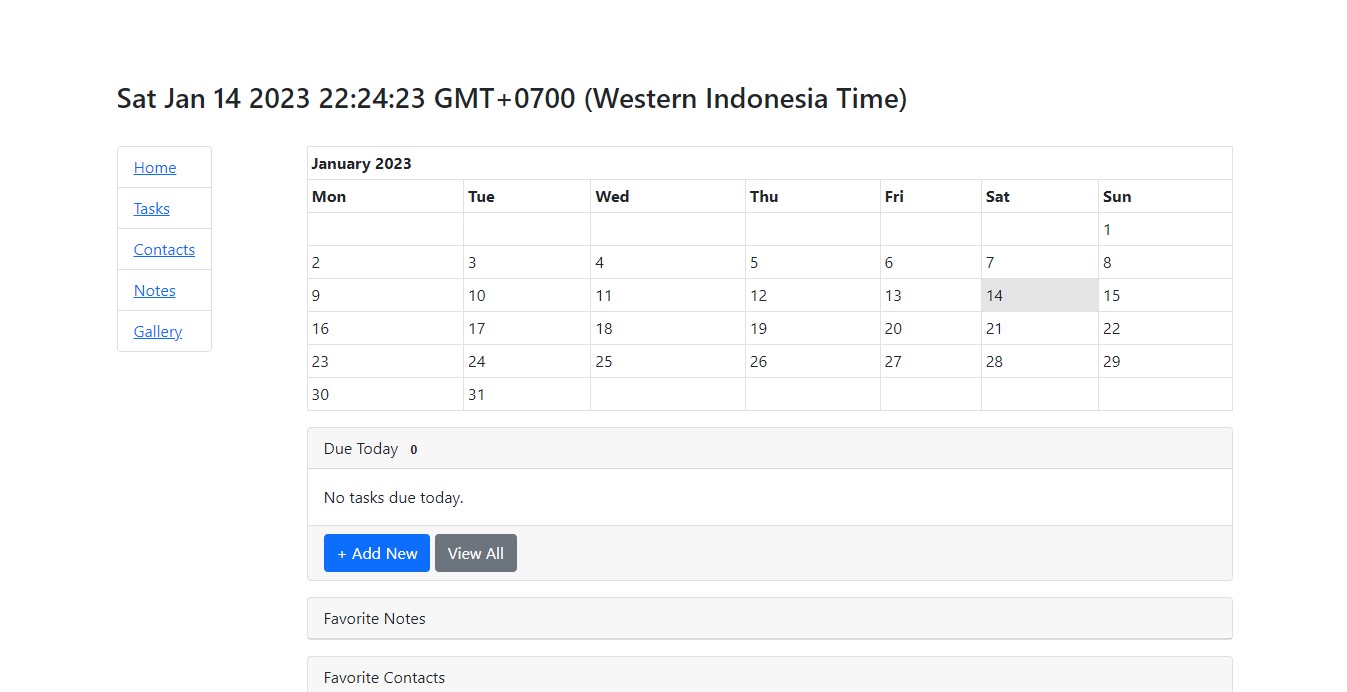 Sat Jan 14 2023 22:24:23 GMT+0700 (Western Indonesia Time)
Home
Tasks
Contacts
Notes
Gallery
January 2023
Mon Tue Wed Thu Fri Sat Sun
1
2 3 4 5 6 7 8
9 10 11 12 13 14 15
16 17 18 19 20 21 22
23 24 25 26 27 28 29
30 31
Due Today 0
No tasks due today.
+ Add New View All
Favorite Notes
Favorite Contacts